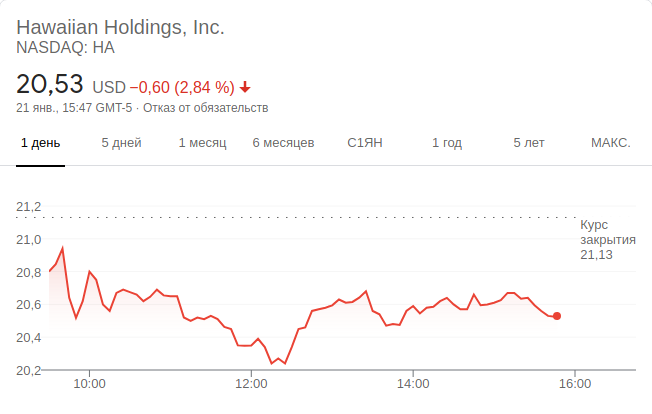 Hawaiian Holdings, Inc.
NASDAQ: HA
20,53 USD −0,60 (2,84 %)
21 янв., 15:47 GMT-5 · Отказ от обязательств
1 день 5 дней 1 месяц 6 месяцев С1ЯН 1 год 5 лет МАКС.
21,2
Курс
закрытия
21,13
21,0
20,8
20,6
20,4
20,2
10:00 12:00 14:00 16:00